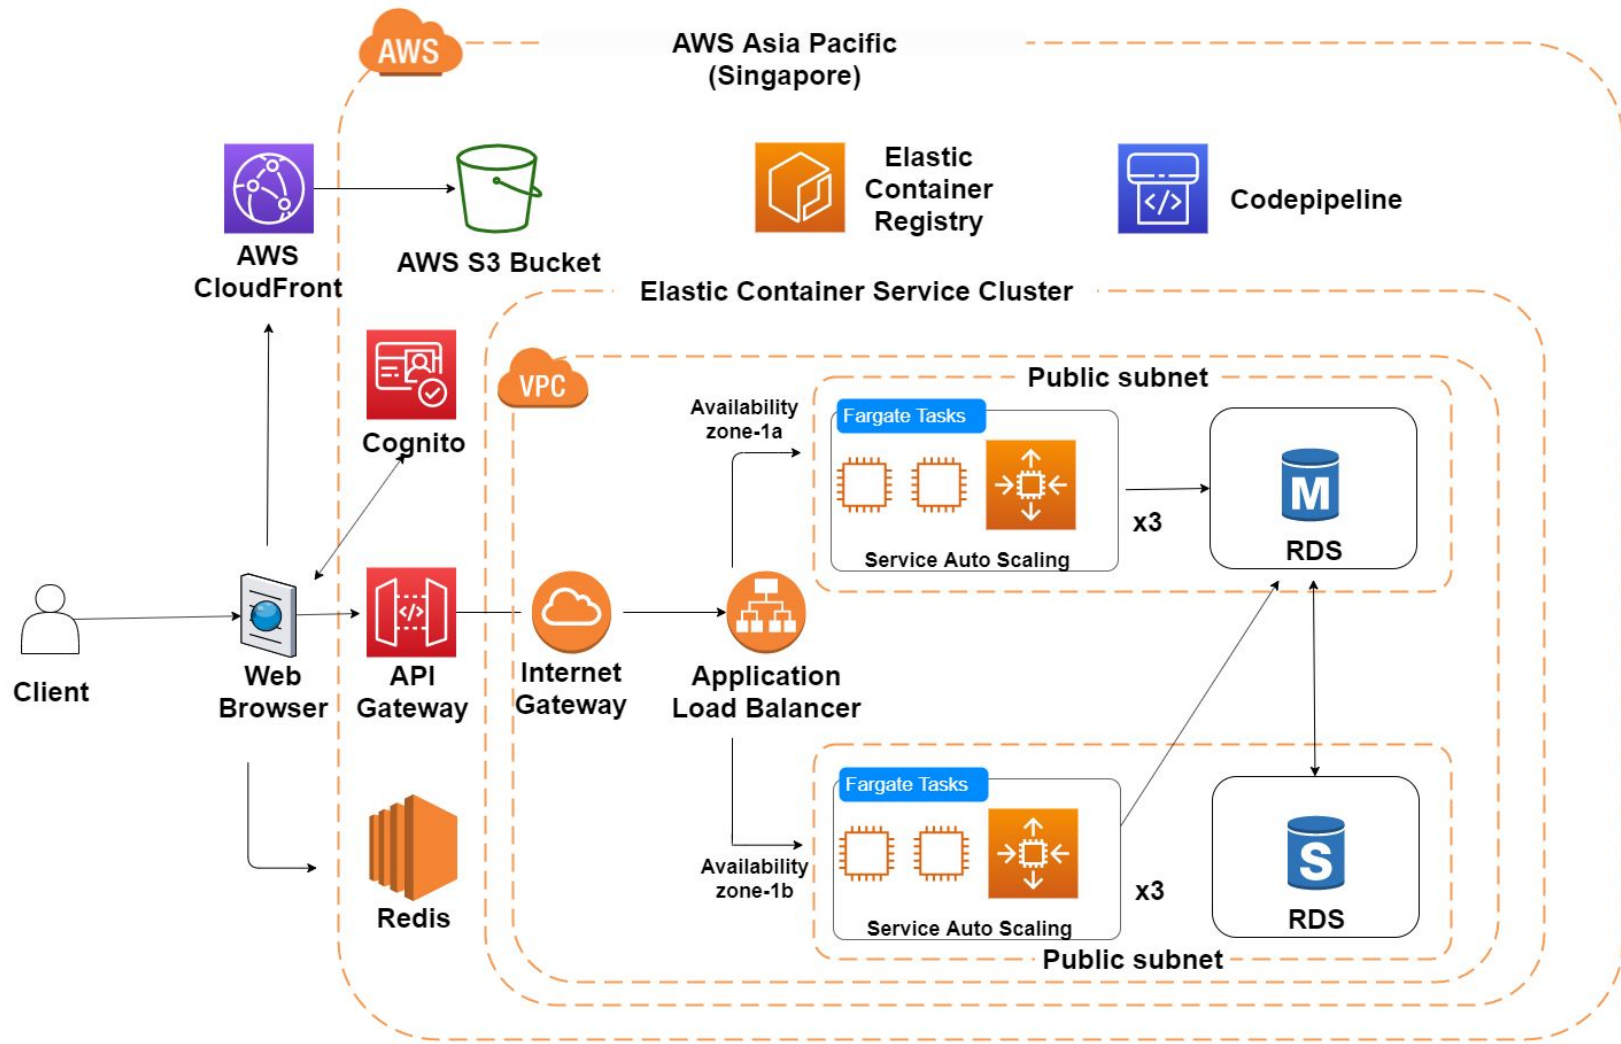 AWS
AWS Asia Pacific
(Singapore)
AWS
CloudFront
AWS S3 Bucket
Elastic
Container
Registry
</>
Codepipeline
Elastic Container Service Cluster
Cognito
VPC
Public subnet
Availability
zone-1a
Fargate Tasks
Service Auto Scaling
x3
M
RDS
Client
Web
Browser
</>
API
Gateway
Internet
Gateway
Application
Load Balancer
Redis
Availability
zone-1b
Fargate Tasks
Service Auto Scaling
x3
S
RDS
Public subnet